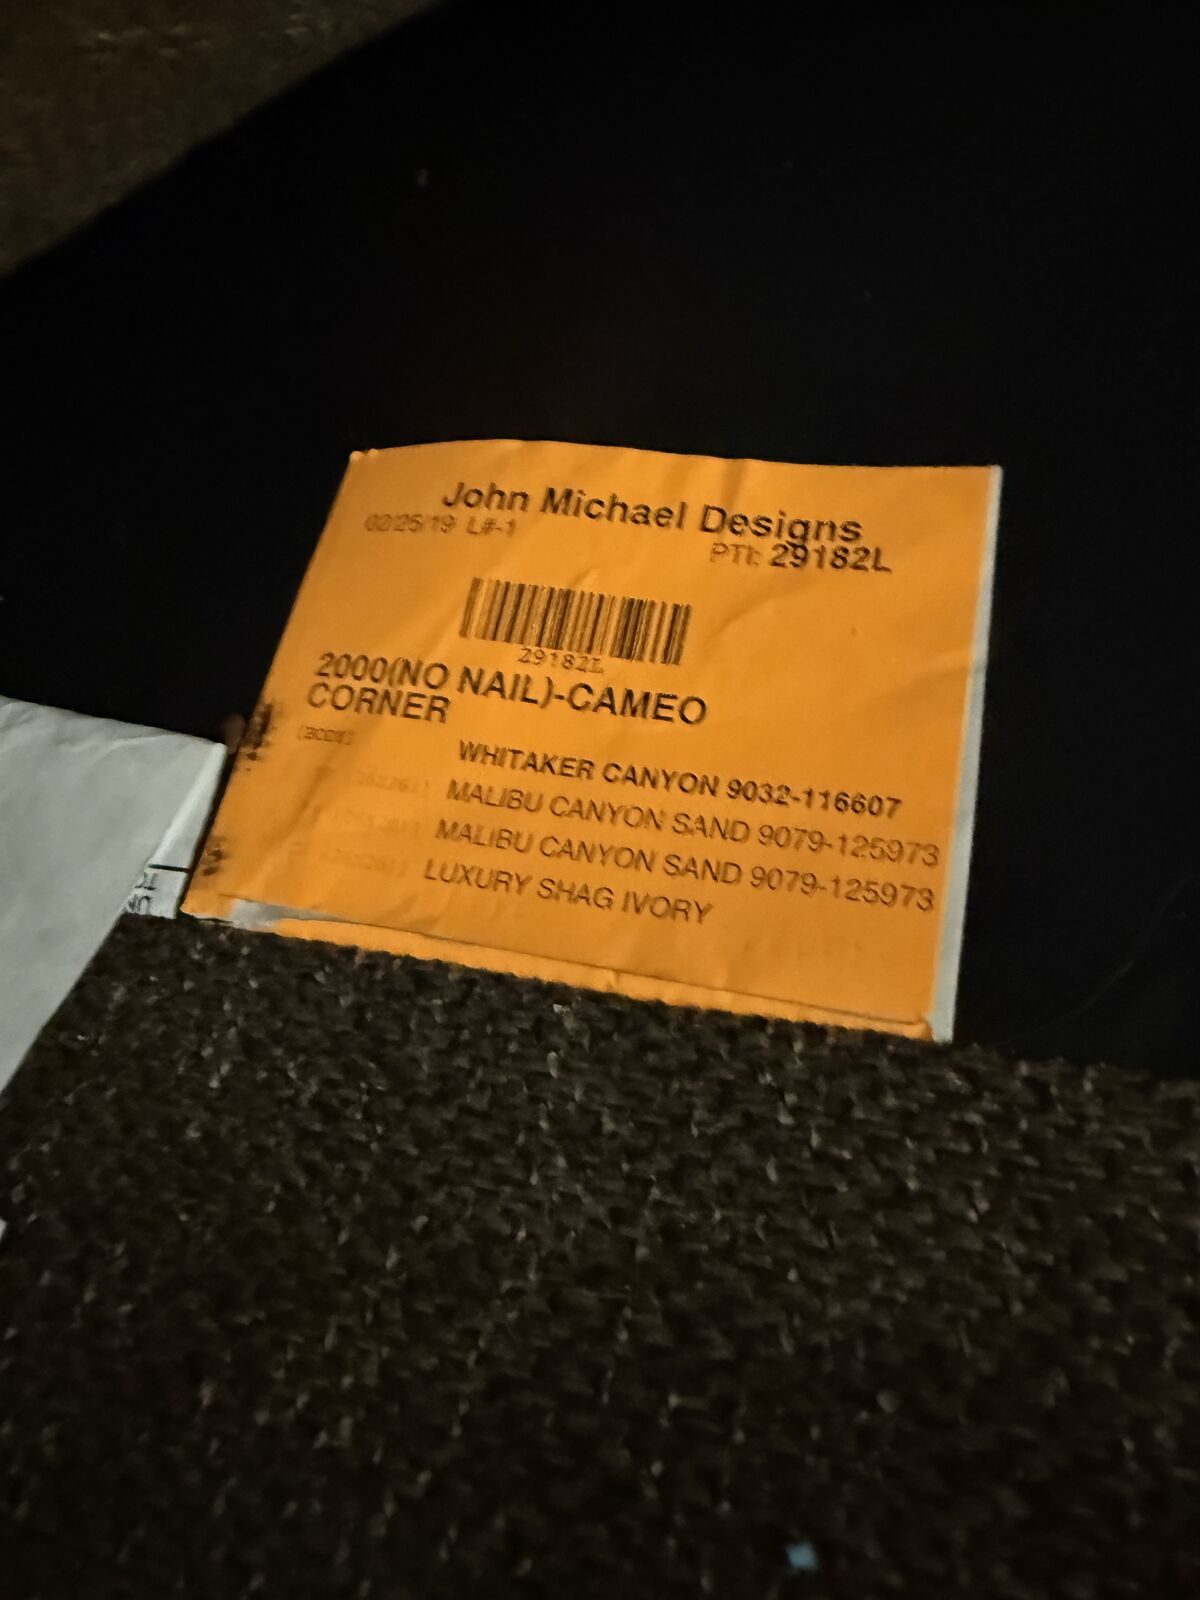 John Michael Designs
02/25/19 L#-1
PTI: 29182L
29182L
2000(NO NAIL)-CAMEO
CORNER
WHITAKER CANYON 9032-116607
MALIBU CANYON SAND 9079-125973
MALIBU CANYON SAND 9079-125973
LUXURY SHAG IVORY